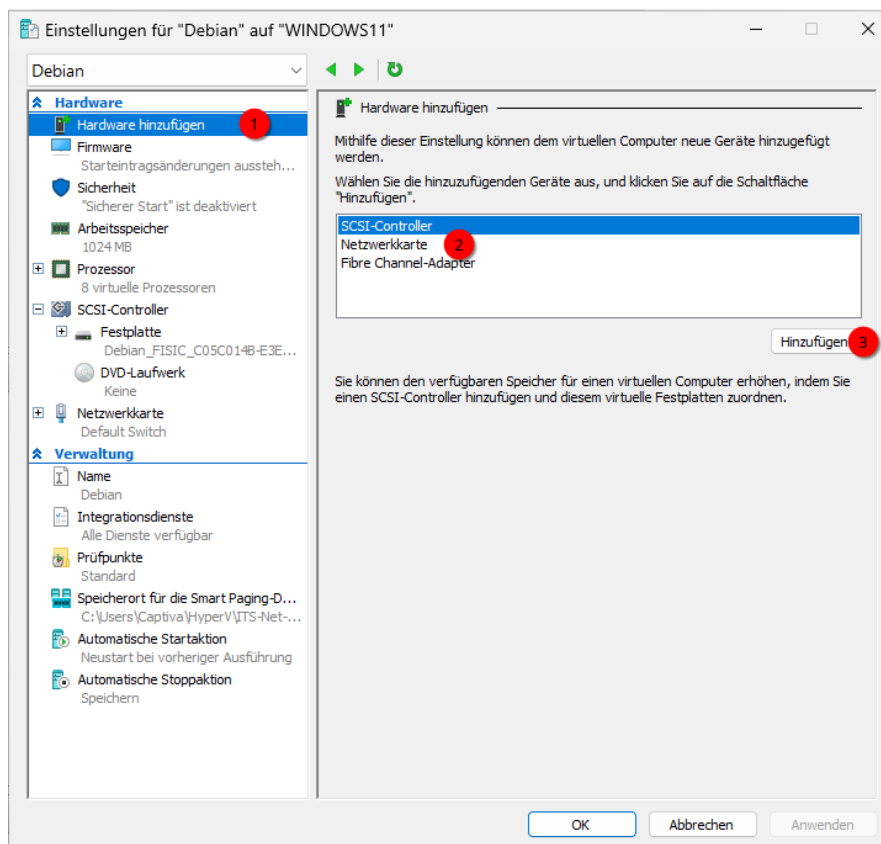 Einstellungen für "Debian" auf "WINDOWS11"
Debian
Hardware
Hardware hinzufügen 1
Firmware
Starteintragsänderungen aussteh...
Sicherheit
"Sicherer Start" ist deaktiviert
Arbeitsspeicher
1024 MB
Prozessor
8 virtuelle Prozessoren
SCSI-Controller
Festplatte
Debian_FISIC_C05C014B-E3E...
DVD-Laufwerk
Keine
Netzwerkkarte
Default Switch
Verwaltung
Name
Debian
Integrationsdienste
Alle Dienste verfügbar
Prüfpunkte
Standard
Speicherort für die Smart Paging-D...
C:\Users\Captiva\HyperV\ITS-Net-...
Automatische Startaktion
Neustart bei vorheriger Ausführung
Automatische Stoppaktion
Speichern
Hardware hinzufügen
Mithilfe dieser Einstellung können dem virtuellen Computer neue Geräte hinzugefügt
werden.
Wählen Sie die hinzuzufügenden Geräte aus, und klicken Sie auf die Schaltfläche
"Hinzufügen".
SCSI-Controller
Netzwerkkarte 2
Fibre Channel-Adapter
Hinzufügen 3
Sie können den verfügbaren Speicher für einen virtuellen Computer erhöhen, indem Sie
einen SCSI-Controller hinzufügen und diesem virtuelle Festplatten zuordnen.
OK Abbrechen Anwenden